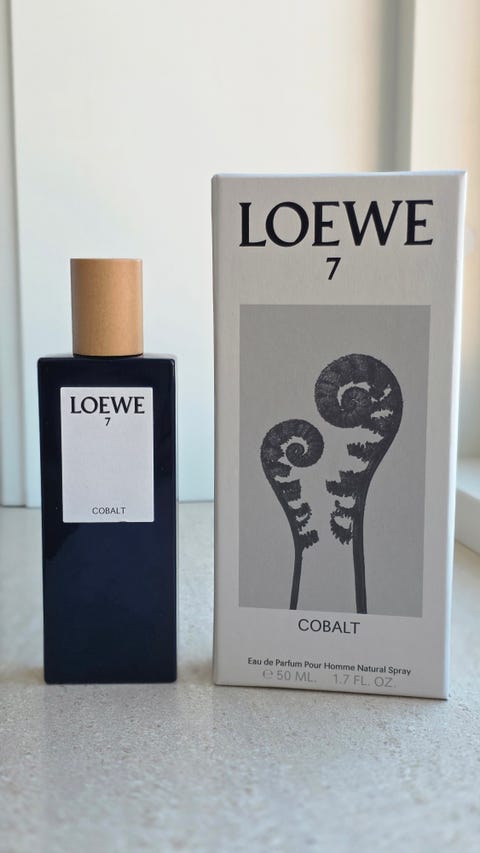 LOEWE
7
COBALT
LOEWE
7
COBALT
Eau de Parfum Pour Homme Natural Spray
℮ 50 ML. 1.7 FL. OZ.